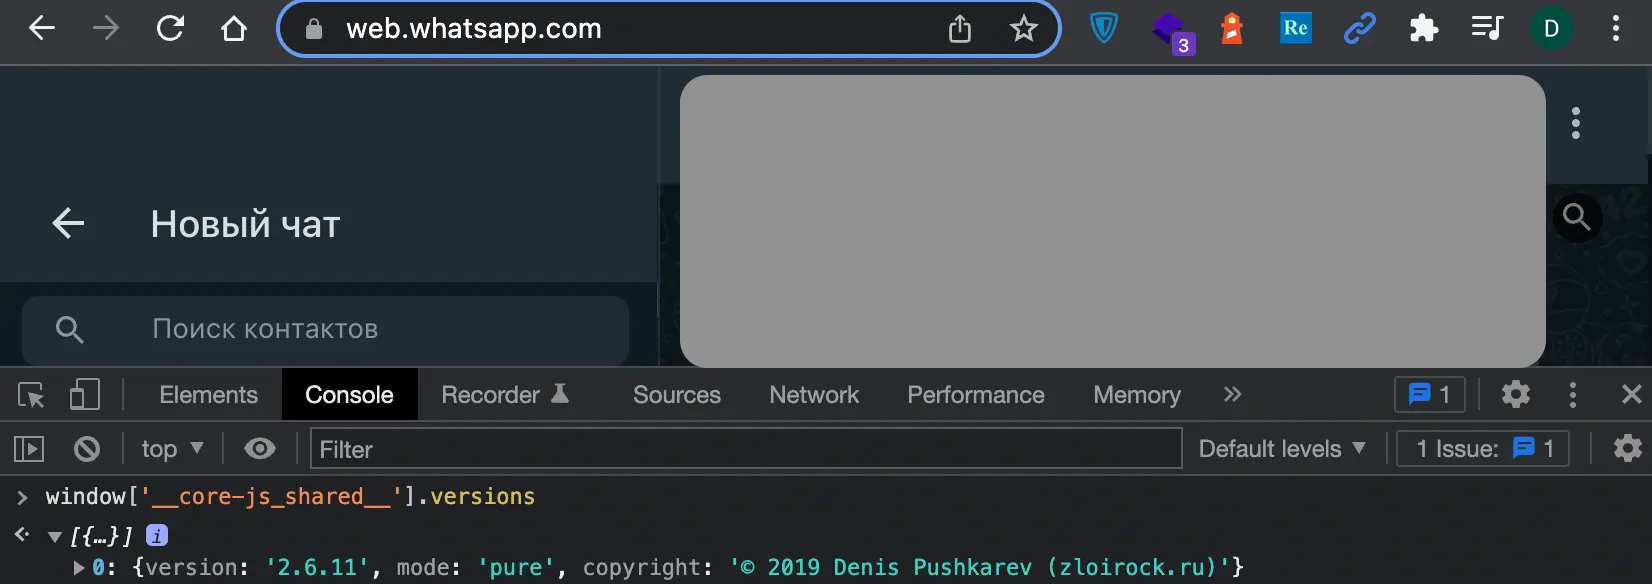 web.whatsapp.com
3
Re
D
Новый чат
Поиск контактов
Elements Console Recorder Sources Network Performance Memory » 1
top ▼ Filter Default levels ▼ 1 Issue: 1
> window['__core-js_shared__'].versions
<· ▼ [{…}] i
▶ 0: {version: '2.6.11', mode: 'pure', copyright: '© 2019 Denis Pushkarev (zloirock.ru)'}